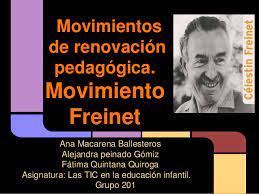 Movimientos
de renovación
pedagógica.
Movimiento
Freinet
Célestin Freinet
Ana Macarena Ballesteros
Alejandra peinado Gómiz
Fátima Quintana Quiroga
Asignatura: Las TIC en la educación infantil.
Grupo 201